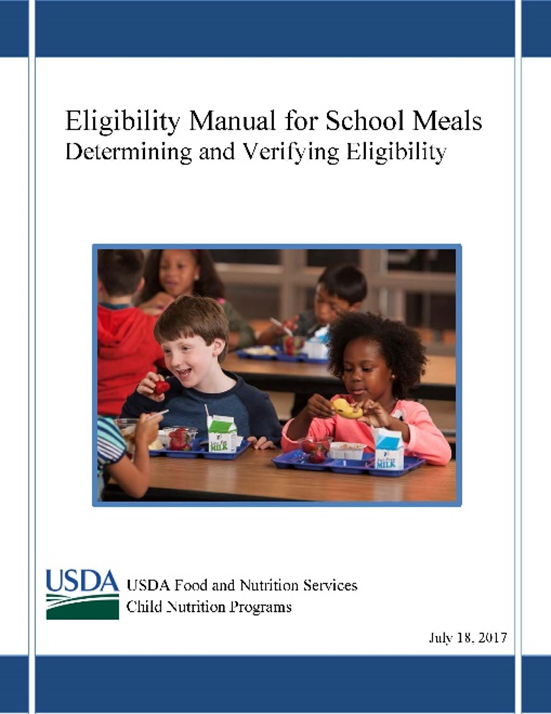 Eligibility Manual for School Meals
Determining and Verifying Eligibility
MILK
MILK
USDA
USDA Food and Nutrition Services
Child Nutrition Programs
July 18, 2017